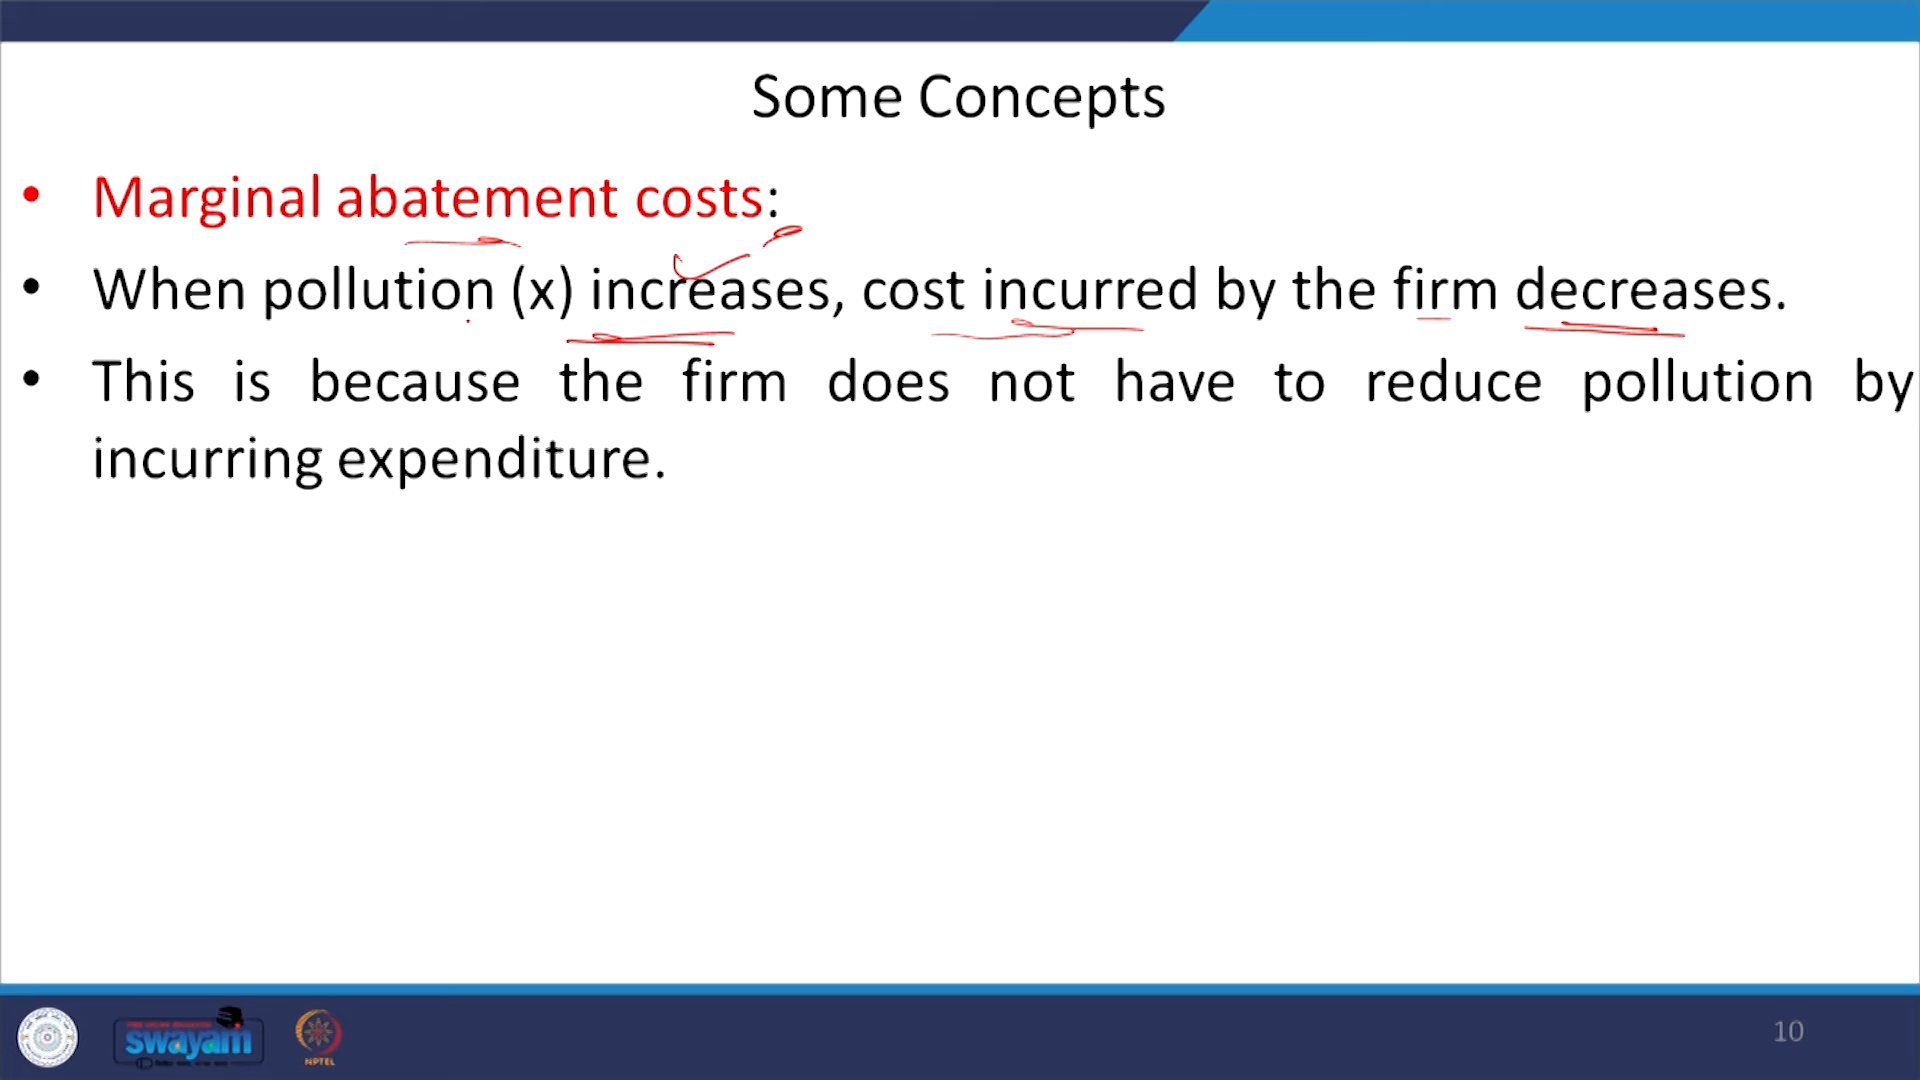 Some Concepts
• Marginal abatement costs:
• When pollution (x) increases, cost incurred by the firm decreases.
• This is because the firm does not have to reduce pollution by
incurring expenditure.
swayam
NPTEL
10